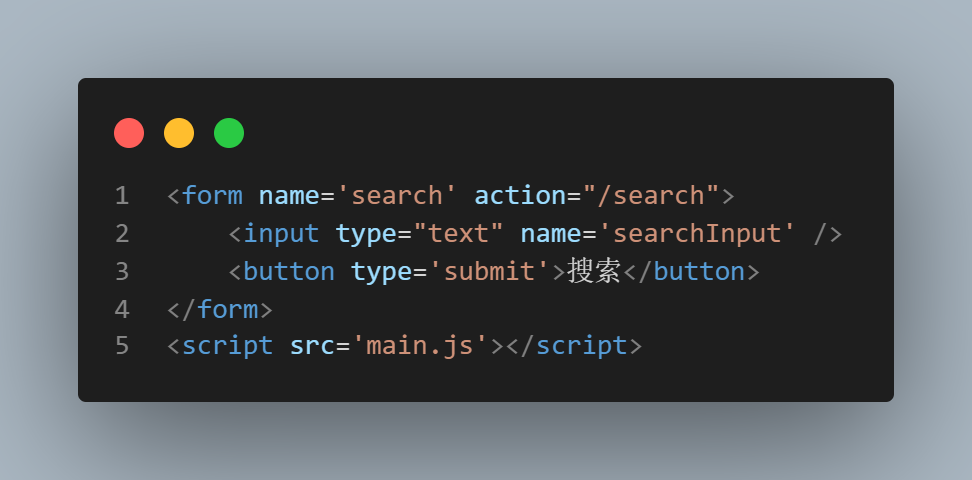 1 <form name='search' action="/search">
2     <input type="text" name='searchInput' />
3     <button type='submit'>搜索</button>
4 </form>
5 <script src='main.js'></script>